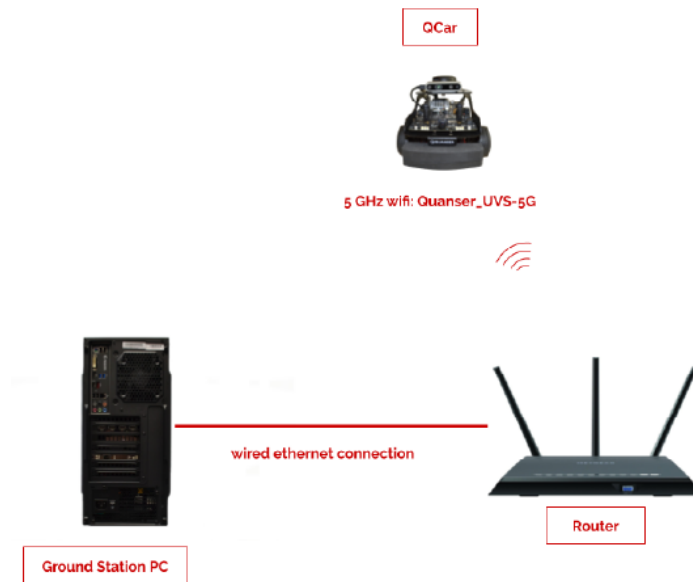 QCar
5 GHz wifi: Quanser_UVS-5G
wired ethernet connection
Router
Ground Station PC